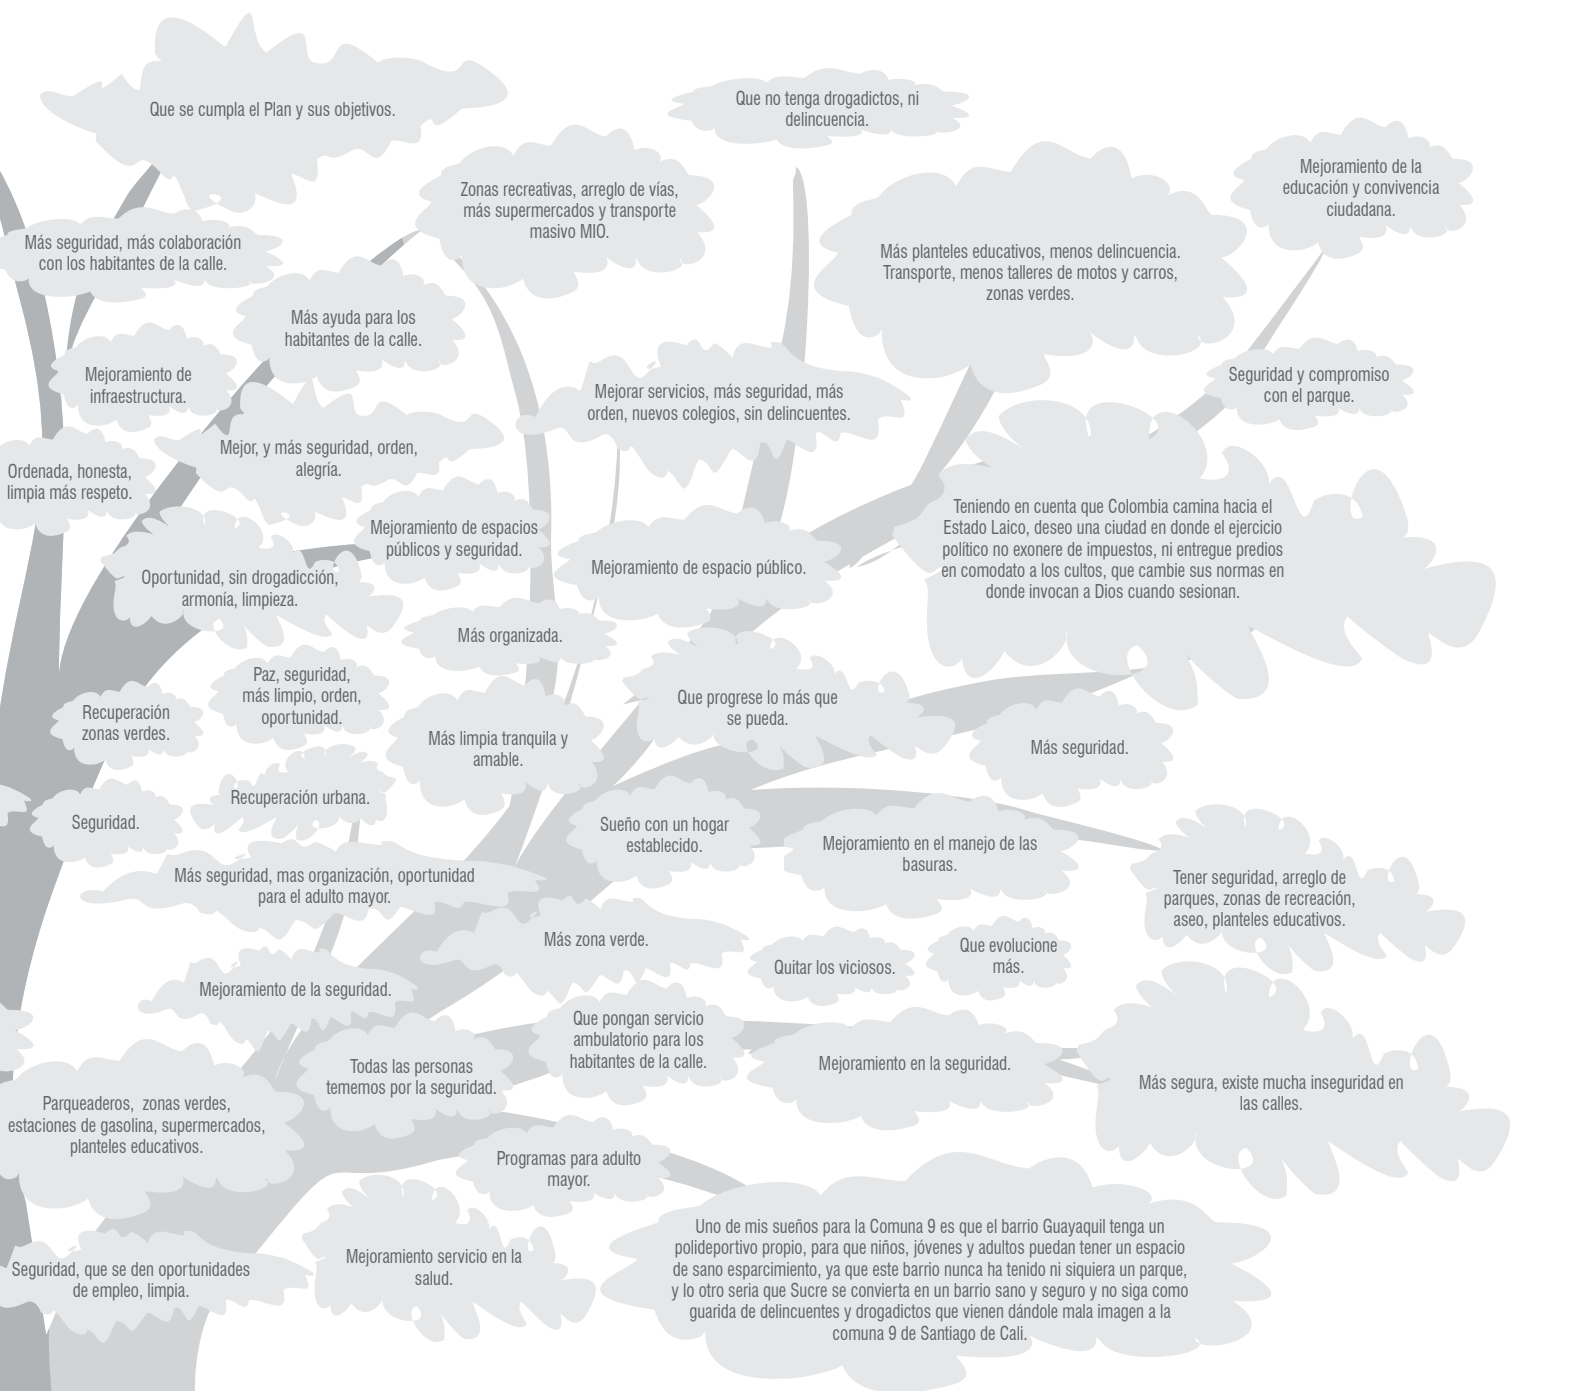 Que se cumpla el Plan y sus objetivos.
Que no tenga drogadictos, ni
delincuencia.
Mejoramiento de la
educación y convivencia
ciudadana.
Zonas recreativas, arreglo de vías,
más supermercados y transporte
masivo MIO.
Más seguridad, más colaboración
con los habitantes de la calle.
Más planteles educativos, menos delincuencia.
Transporte, menos talleres de motos y carros,
zonas verdes.
Más ayuda para los
habitantes de la calle.
Mejoramiento de
infraestructura.
Mejorar servicios, más seguridad, más
orden, nuevos colegios, sin delincuentes.
Seguridad y compromiso
con el parque.
Mejor, y más seguridad, orden,
alegría.
Ordenada, honesta,
limpia más respeto.
Mejoramiento de espacios
públicos y seguridad.
Teniendo en cuenta que Colombia camina hacia el
Estado Laico, deseo una ciudad en donde el ejercicio
político no exonere de impuestos, ni entregue predios
en comodato a los cultos, que cambie sus normas en
donde invocan a Dios cuando sesionan.
Oportunidad, sin drogadicción,
armonía, limpieza.
Mejoramiento de espacio público.
Más organizada.
Paz, seguridad,
más limpio, orden,
oportunidad.
Recuperación
zonas verdes.
Que progrese lo más que
se pueda.
Más limpia tranquila y
amable.
Más seguridad.
Recuperación urbana.
Seguridad.
Sueño con un hogar
establecido.
Mejoramiento en el manejo de las
basuras.
Más seguridad, mas organización, oportunidad
para el adulto mayor.
Tener seguridad, arreglo de
parques, zonas de recreación,
aseo, planteles educativos.
Más zona verde.
Quitar los viciosos.
Que evolucione
más.
Mejoramiento de la seguridad.
Que pongan servicio
ambulatorio para los
habitantes de la calle.
Todas las personas
tememos por la seguridad.
Mejoramiento en la seguridad.
Más segura, existe mucha inseguridad en
las calles.
Parqueaderos, zonas verdes,
estaciones de gasolina, supermercados,
planteles educativos.
Programas para adulto
mayor.
Uno de mis sueños para la Comuna 9 es que el barrio Guayaquil tenga un
polideportivo propio, para que niños, jóvenes y adultos puedan tener un espacio
de sano esparcimiento, ya que este barrio nunca ha tenido ni siquiera un parque,
y lo otro seria que Sucre se convierta en un barrio sano y seguro y no siga como
guarida de delincuentes y drogadictos que vienen dándole mala imagen a la
comuna 9 de Santiago de Cali.
Mejoramiento servicio en la
salud.
Seguridad, que se den oportunidades
de empleo, limpia.